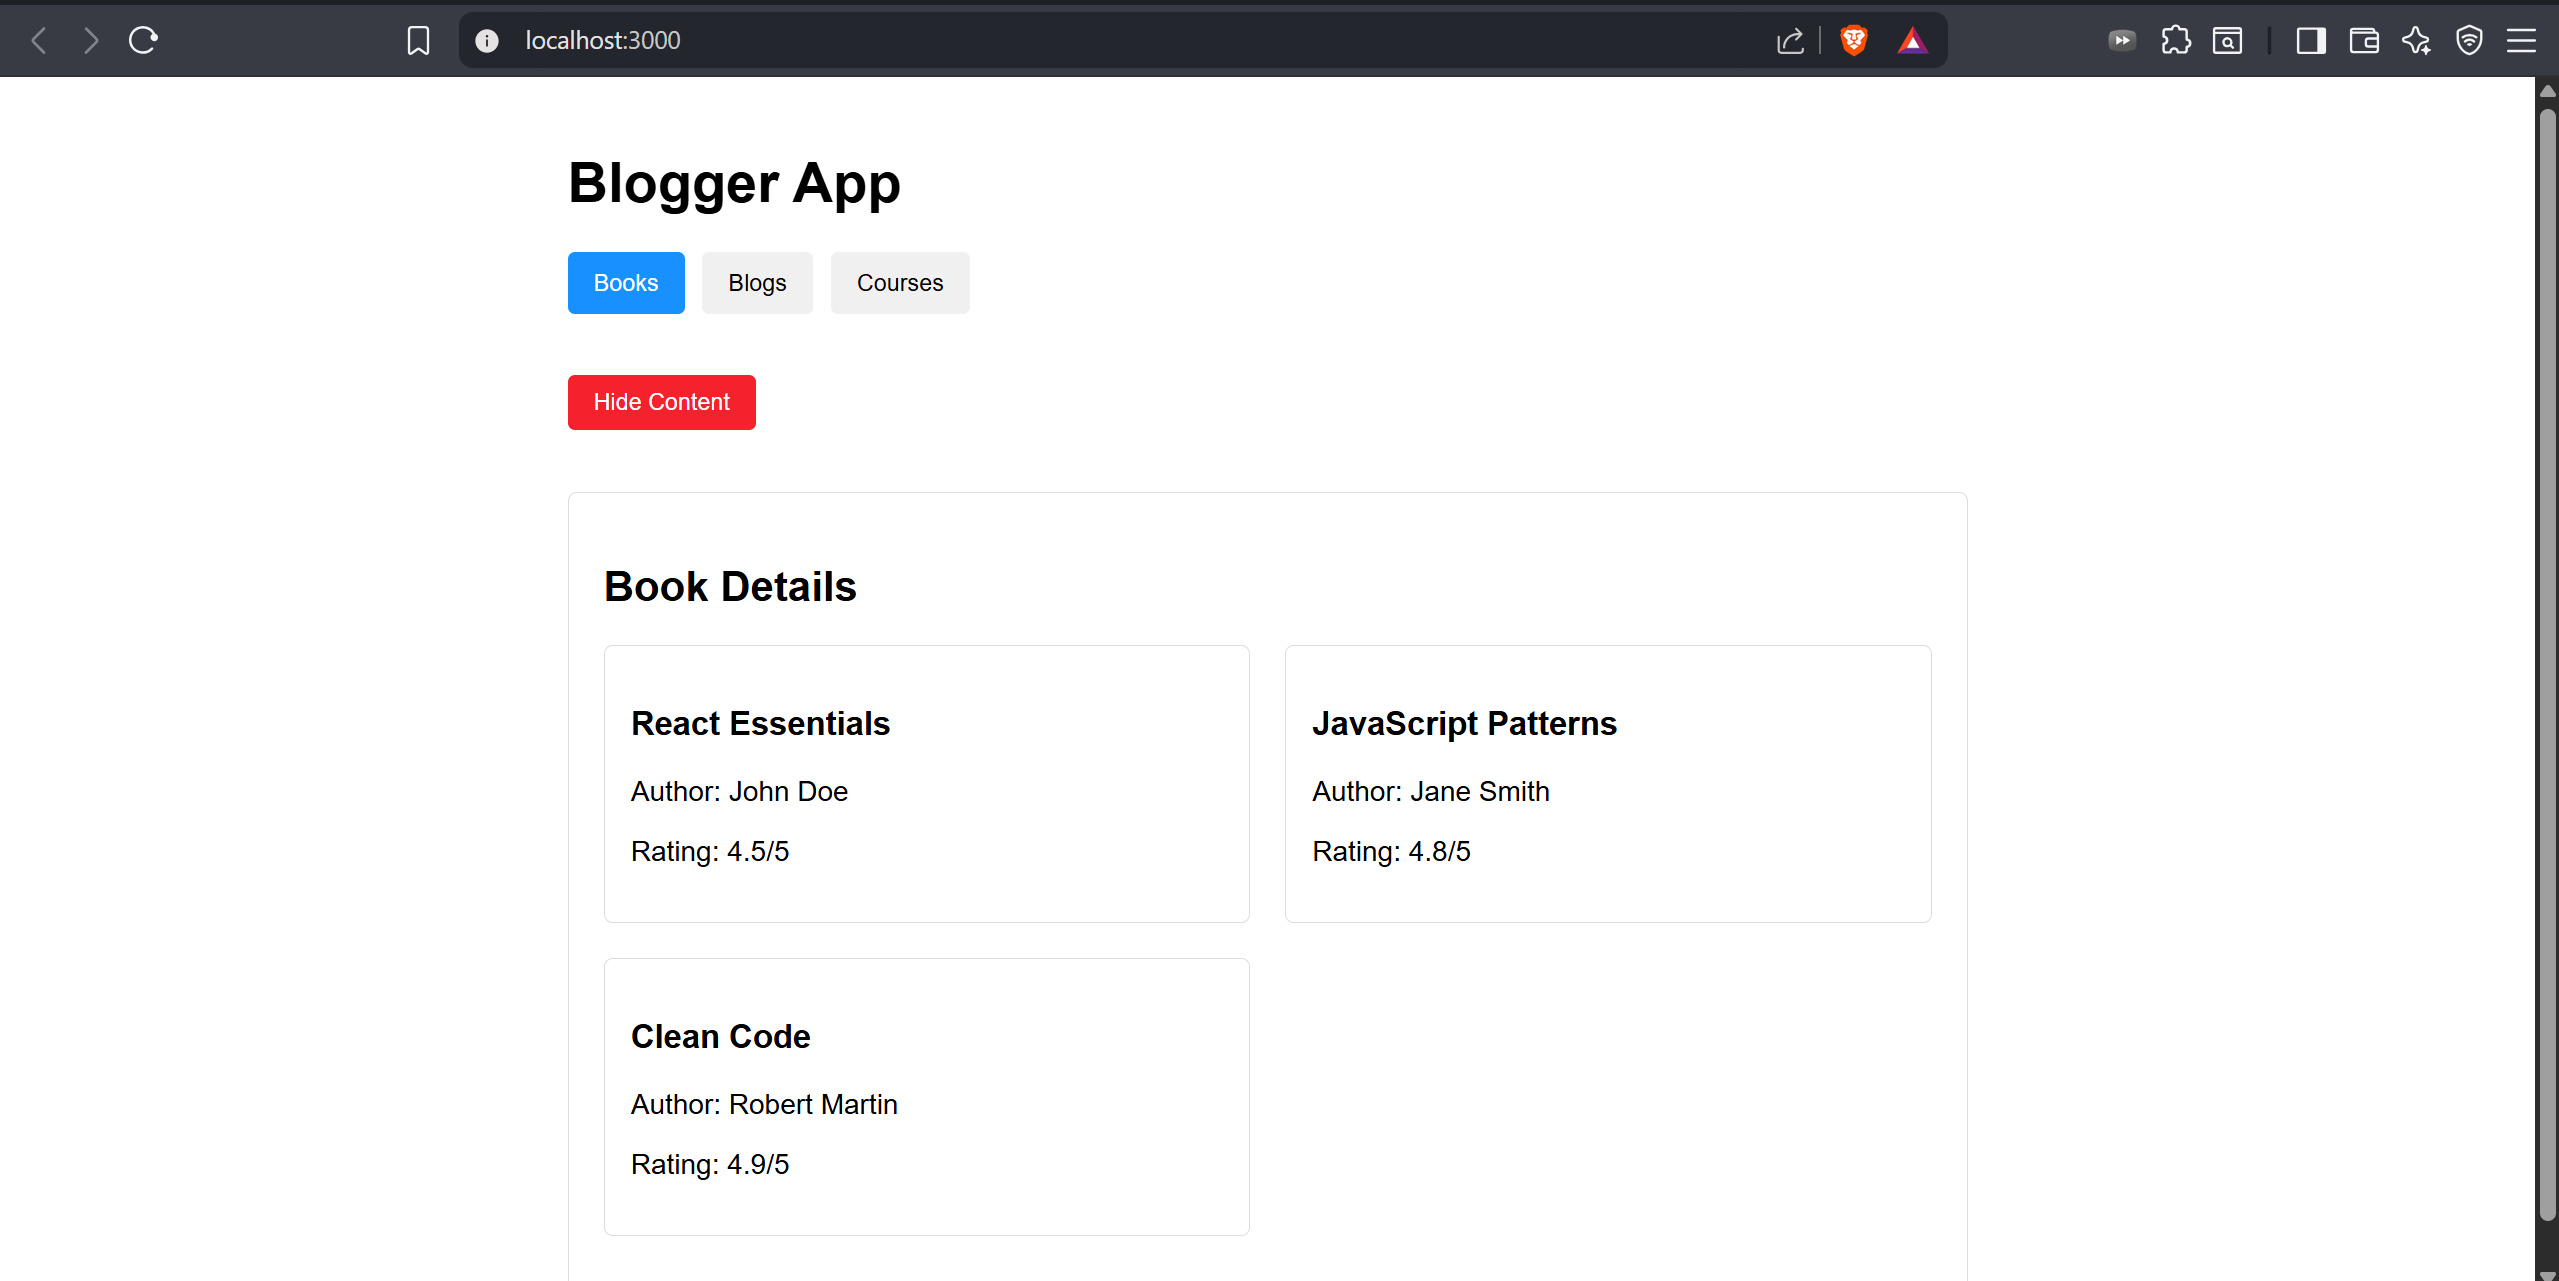 localhost:3000
Blogger App
Books Blogs Courses
Hide Content
Book Details
React Essentials
Author: John Doe
Rating: 4.5/5
JavaScript Patterns
Author: Jane Smith
Rating: 4.8/5
Clean Code
Author: Robert Martin
Rating: 4.9/5